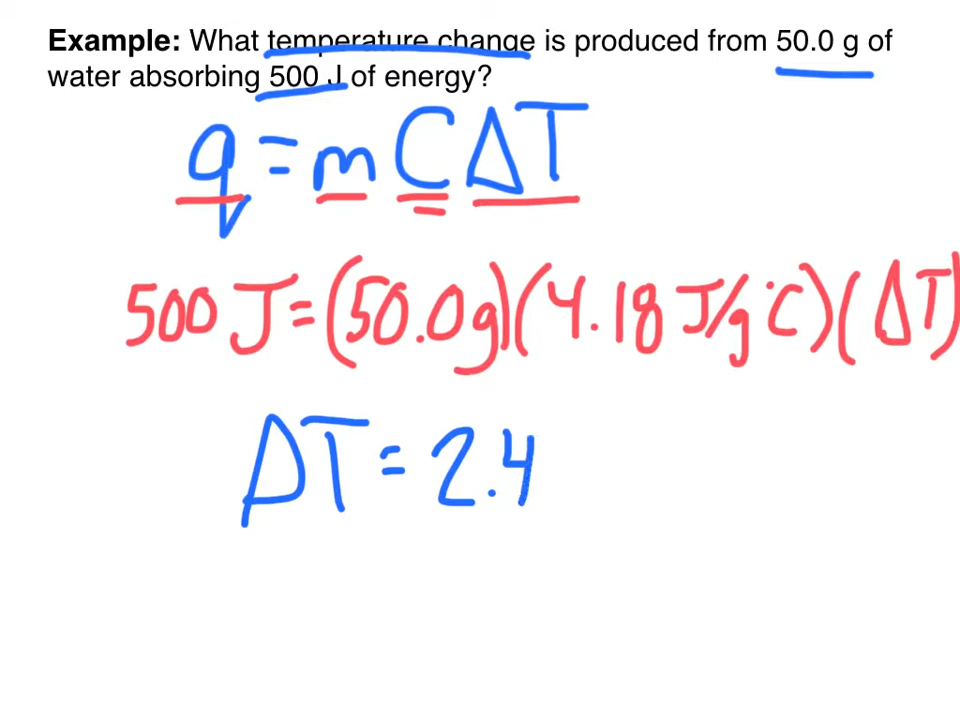 Example: What temperature change is produced from 50.0 g of
water absorbing 500 J of energy?
q = m C Δ T
500 J = (50.0g)(4.18 J/g°C)(ΔT)
ΔT = 2.4